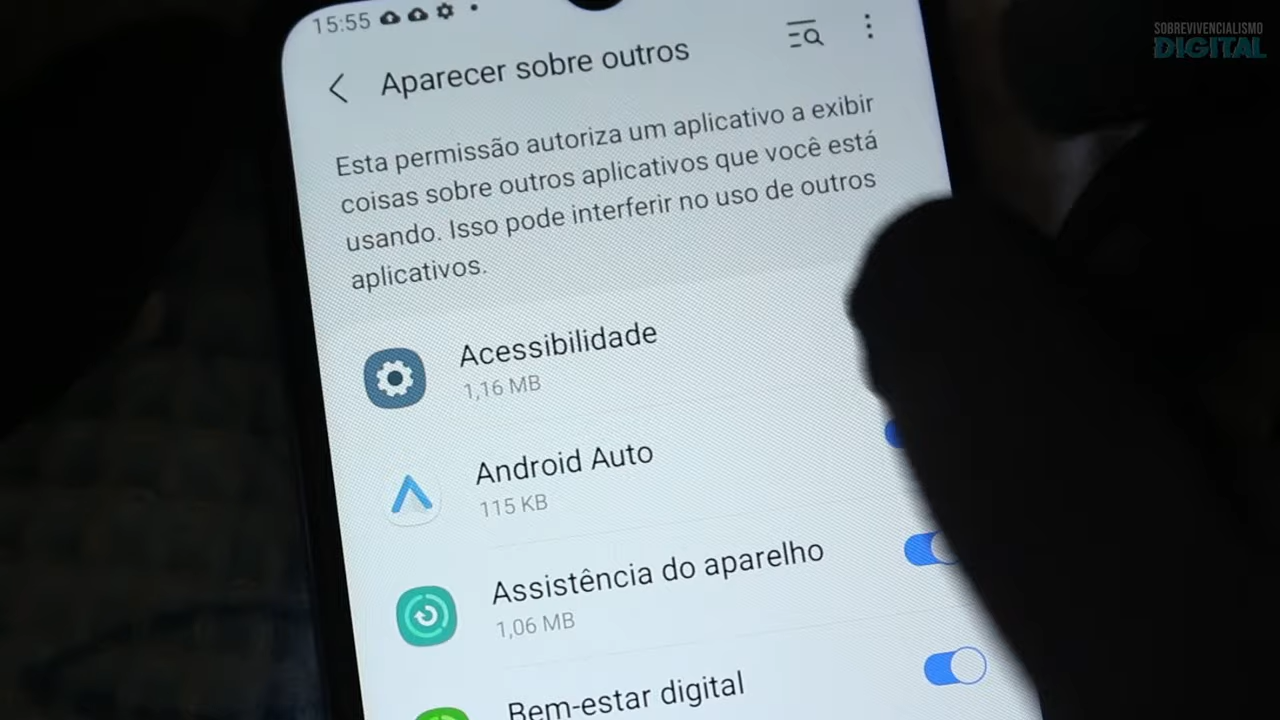 15:55
SOBREVIVENCIALISMO
DIGITAL
Aparecer sobre outros
Esta permissão autoriza um aplicativo a exibir
coisas sobre outros aplicativos que você está
usando. Isso pode interferir no uso de outros
aplicativos.
Acessibilidade
1,16 MB
Android Auto
115 KB
Assistência do aparelho
1,06 MB
Bem-estar digital